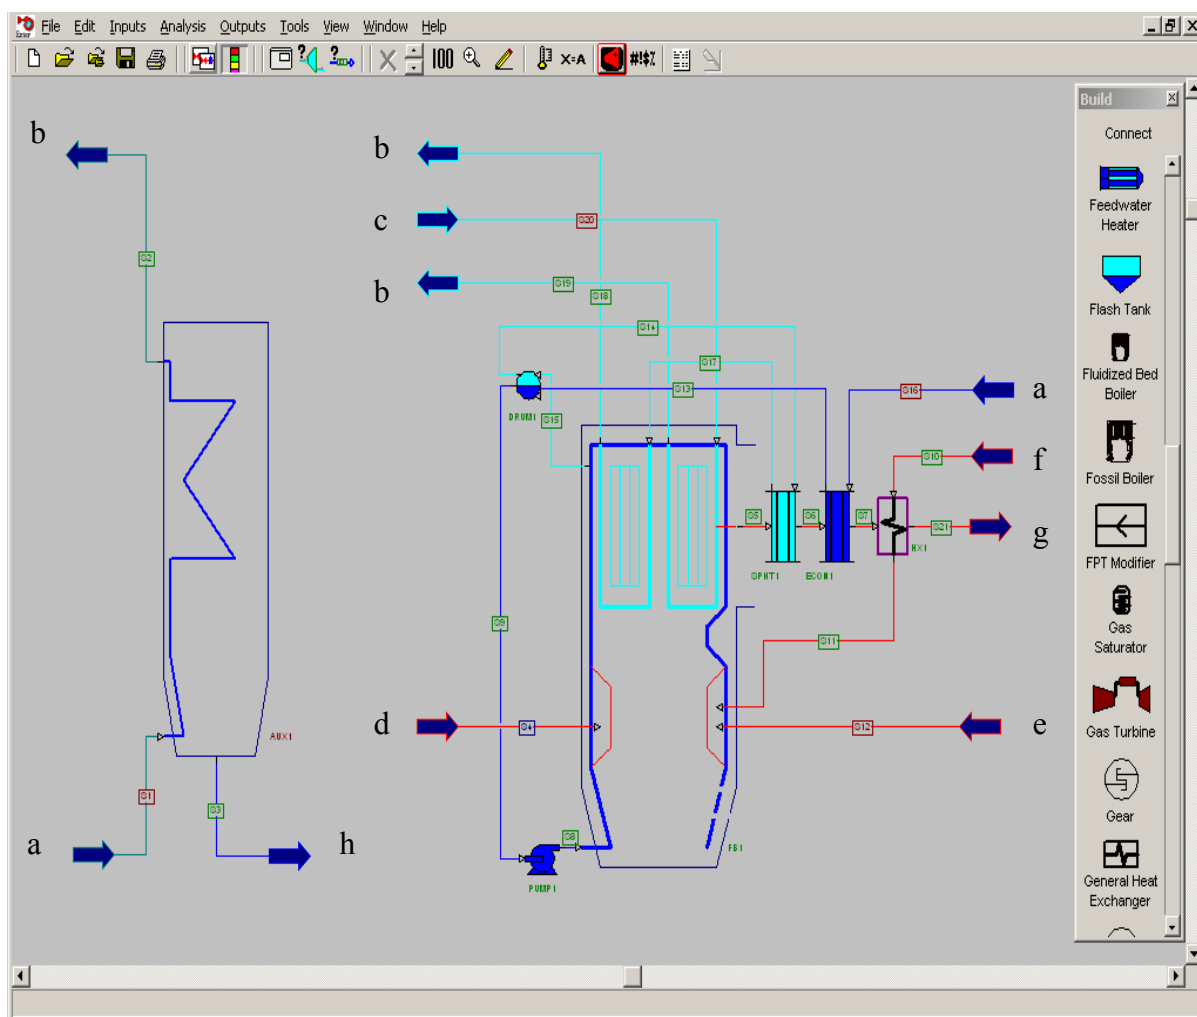 File Edit Inputs Analysis Outputs Tools View Window Help
Enter
100 ? ? X=A #!$%
Build
Connect
Feedwater
Heater
Flash Tank
Fluidized Bed
Boiler
Fossil Boiler
FPT Modifier
Gas
Saturator
Gas Turbine
Gear
General Heat
Exchanger
b
b
c
S20
S2
b
S19
S18
S14
S17
DRUM1
S13
S16
a
S15
S10
f
S5
S6
S7
S21
g
HX1
ECON1
S9
S11
d
S4
S12
e
AUX1
S1
S3
S8
a
h
FB1
PUMP1